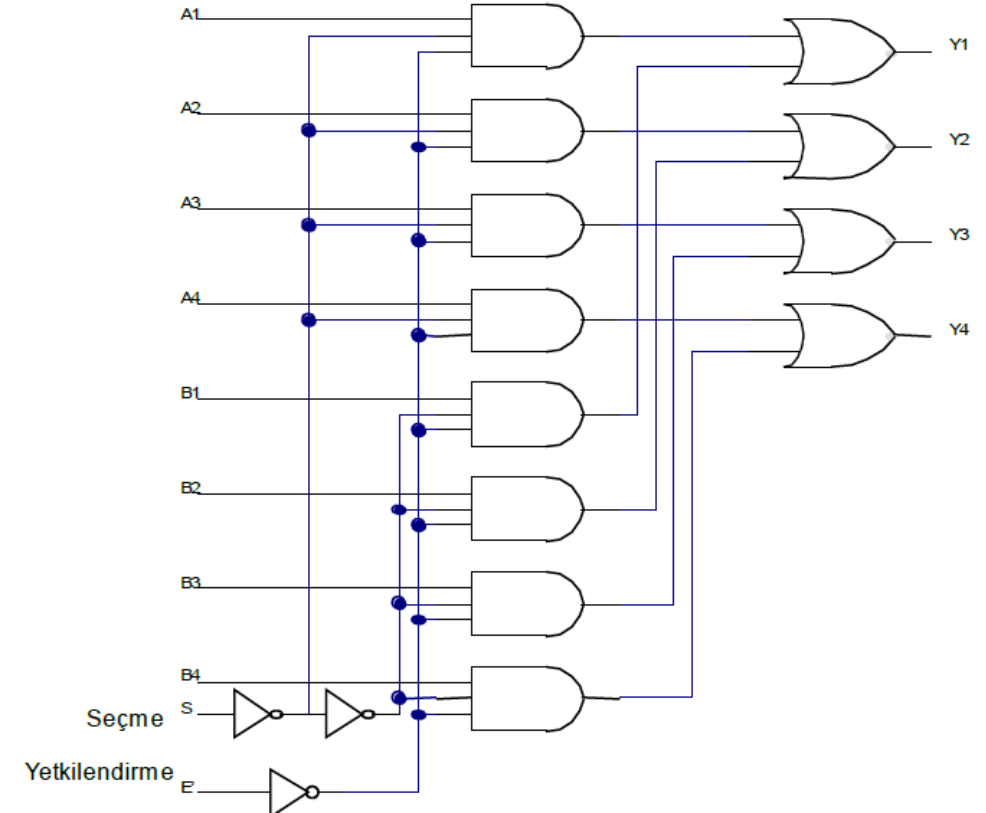 A1
Y1
A2
Y2
A3
Y3
A4
Y4
B1
B2
B3
B4
Seçme S
Yetkilendirme E'